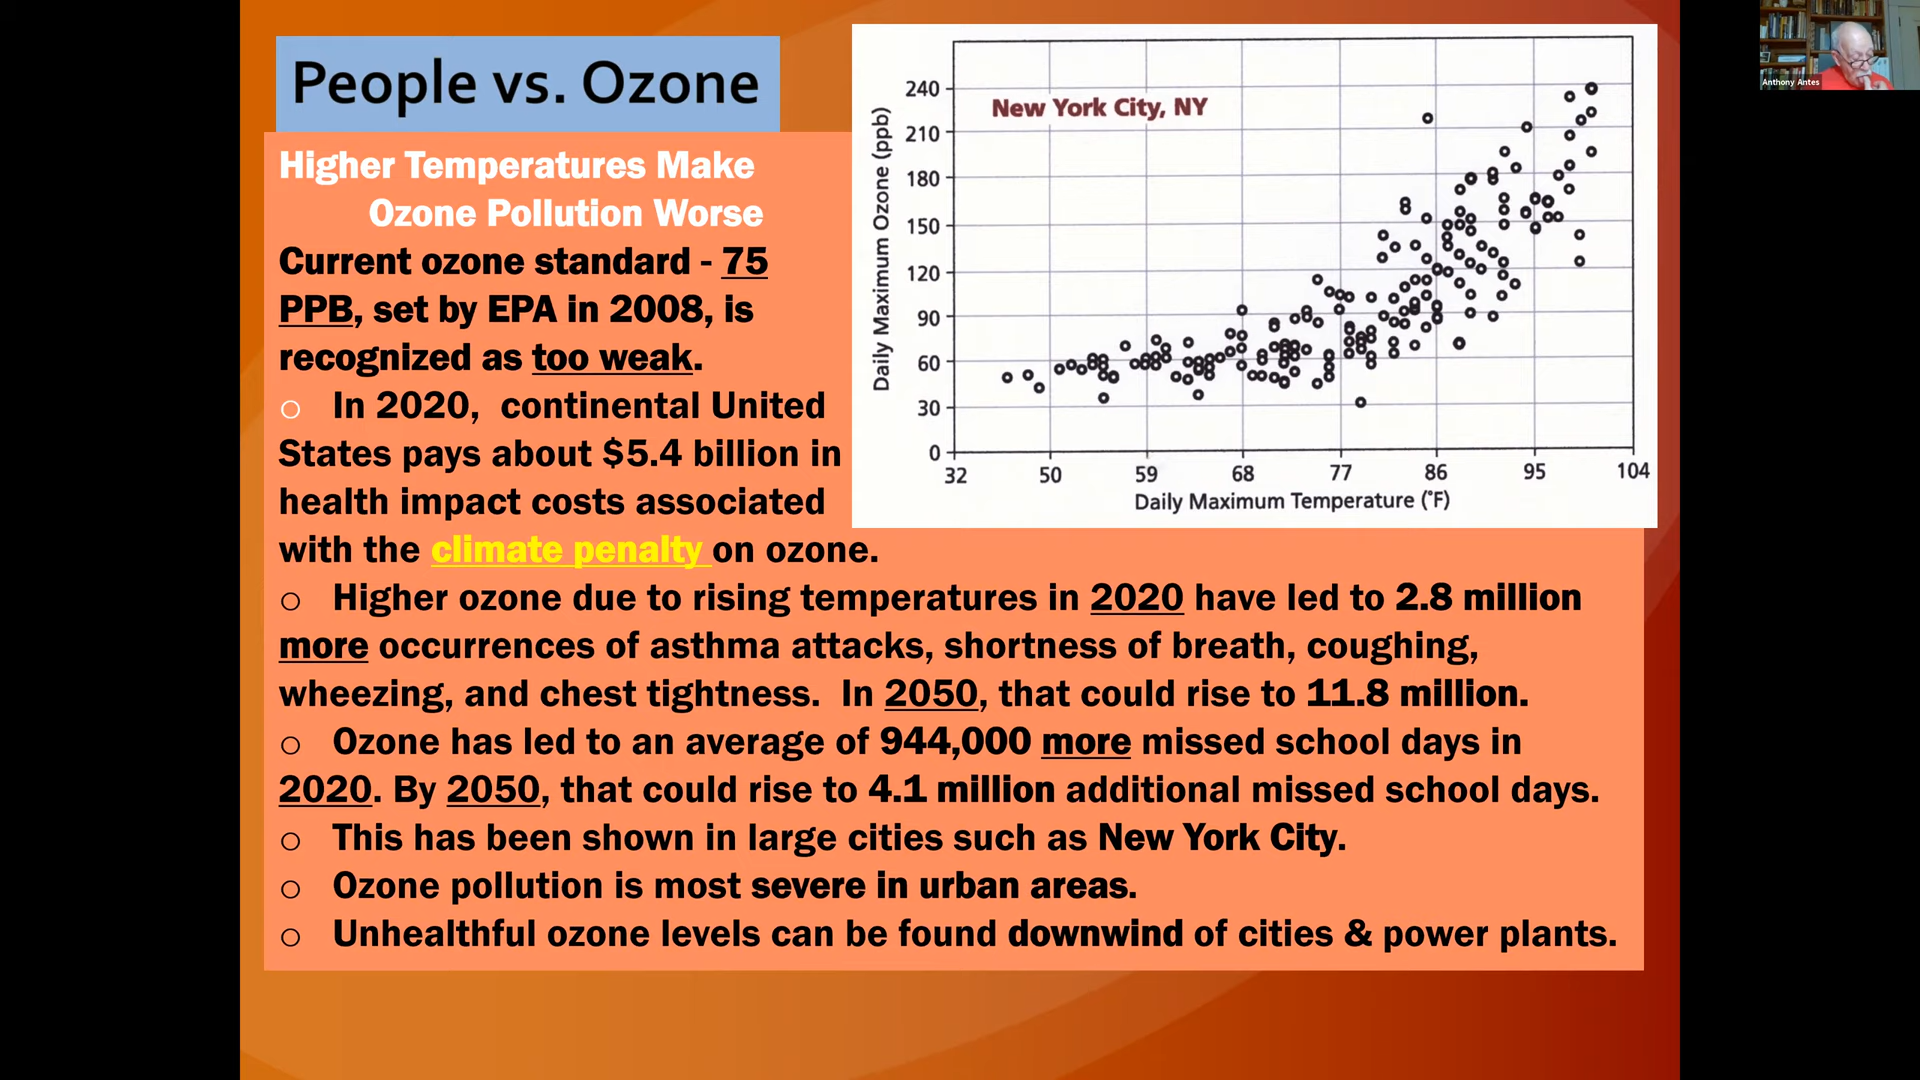 People vs. Ozone
Higher Temperatures Make
Ozone Pollution Worse
Current ozone standard - 75
PPB, set by EPA in 2008, is
recognized as too weak.
o In 2020, continental United
States pays about $5.4 billion in
health impact costs associated
with the climate penalty on ozone.
o Higher ozone due to rising temperatures in 2020 have led to 2.8 million
more occurrences of asthma attacks, shortness of breath, coughing,
wheezing, and chest tightness. In 2050, that could rise to 11.8 million.
o Ozone has led to an average of 944,000 more missed school days in
2020. By 2050, that could rise to 4.1 million additional missed school days.
o This has been shown in large cities such as New York City.
o Ozone pollution is most severe in urban areas.
o Unhealthful ozone levels can be found downwind of cities & power plants.
New York City, NY
Daily Maximum Ozone (ppb)
240
210
180
150
120
90
60
30
0
32 50 59 68 77 86 95 104
Daily Maximum Temperature (°F)
Anthony Antes